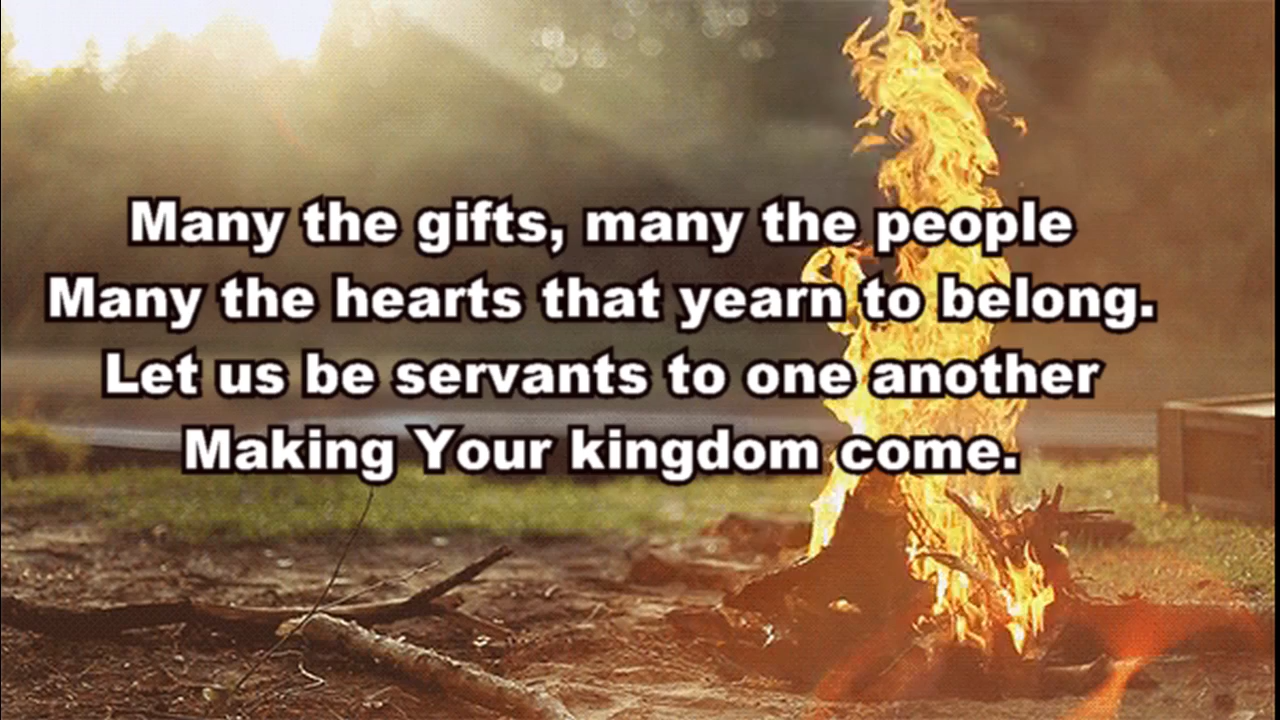 Many the gifts, many the people
Many the hearts that yearn to belong.
Let us be servants to one another
Making Your kingdom come.